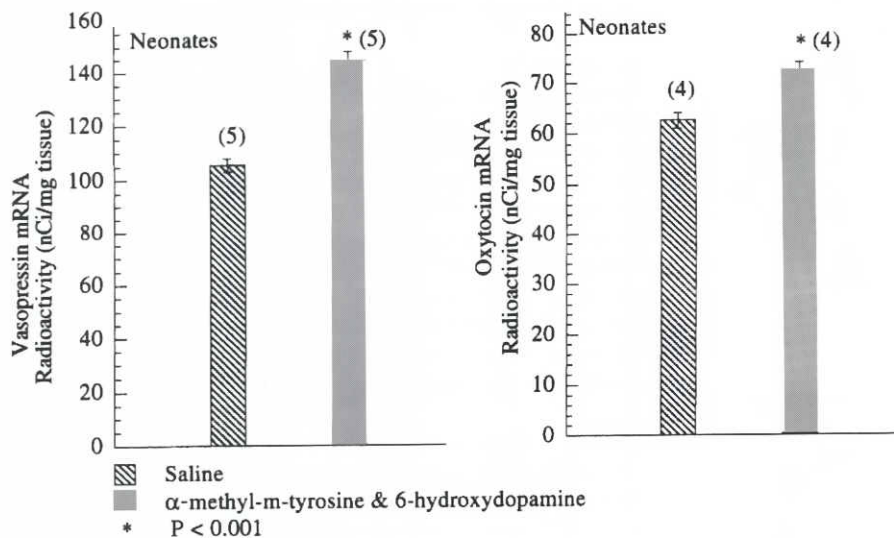 160
140
120
100
80
60
40
20
0
Vasopressin mRNA
Radioactivity (nCi/mg tissue)
Neonates
(5)
* (5)
80
70
60
50
40
30
20
10
0
Oxytocin mRNA
Radioactivity (nCi/mg tissue)
Neonates
(4)
* (4)
Saline
α-methyl-m-tyrosine & 6-hydroxydopamine
* P < 0.001